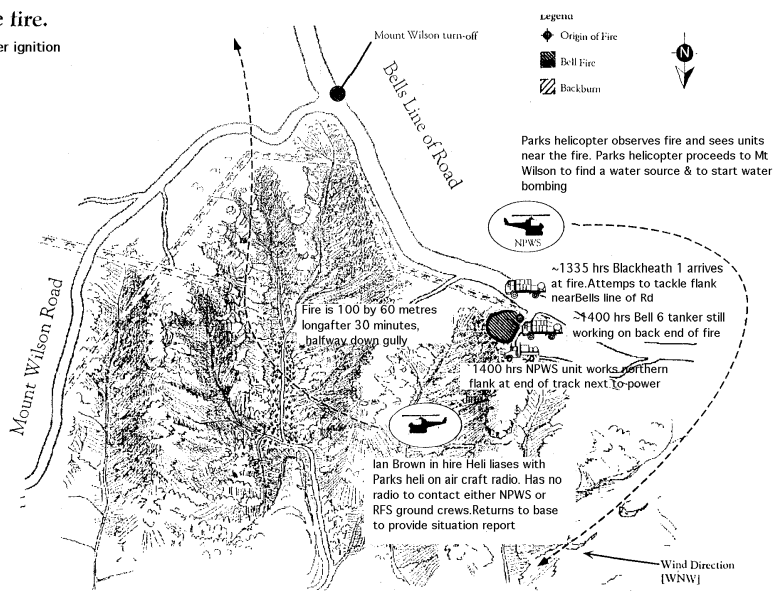 e fire.
er ignition
Mount Wilson turn-off
Legend
Origin of Fire
Bell Fire
Backburn
N
Bells Line of Road
Parks helicopter observes fire and sees units
near the fire. Parks helicopter proceeds to Mt
Wilson to find a water source & to start water
bombing
NPWS
~1335 hrs Blackheath 1 arrives
at fire.Attemps to tackle flank
nearBells line of Rd
~1400 hrs Bell 6 tanker still
working on back end of fire
Fire is 100 by 60 metres
longafter 30 minutes,
halfway down gully
Mount Wilson Road
1400 hrs NPWS unit works northern
flank at end of track next to power
line
Ian Brown in hire Heli liases with
Parks heli on air craft radio. Has no
radio to contact either NPWS or
RFS ground crews.Returns to base
to provide situation report
Wind Direction
[WNW]